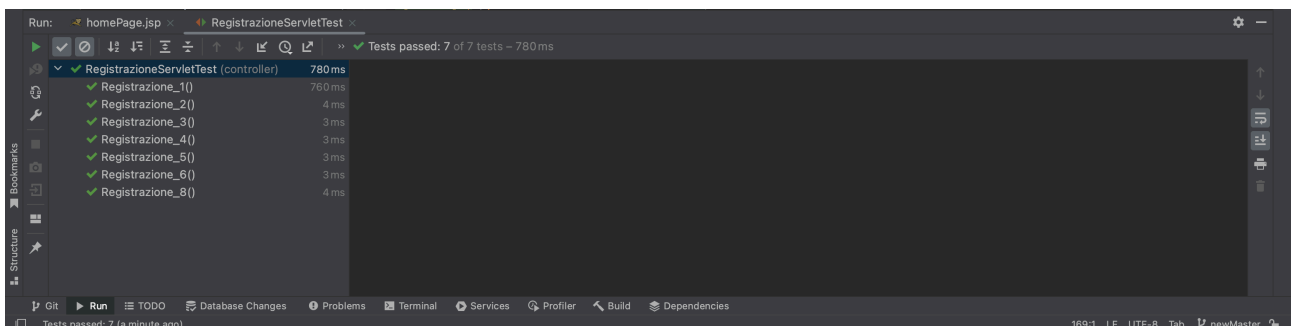 Run: homePage.jsp × RegistrazioneServletTest ×
Tests passed: 7 of 7 tests – 780 ms
RegistrazioneServletTest (controller) 780 ms
Registrazione_1() 760 ms
Registrazione_2() 4 ms
Registrazione_3() 3 ms
Registrazione_4() 3 ms
Registrazione_5() 3 ms
Registrazione_6() 3 ms
Registrazione_8() 4 ms
Bookmarks
Structure
Git Run TODO Database Changes Problems Terminal Services Profiler Build Dependencies
Tests passed: 7 (a minute ago) 169:1 LF UTF-8 Tab newMaster